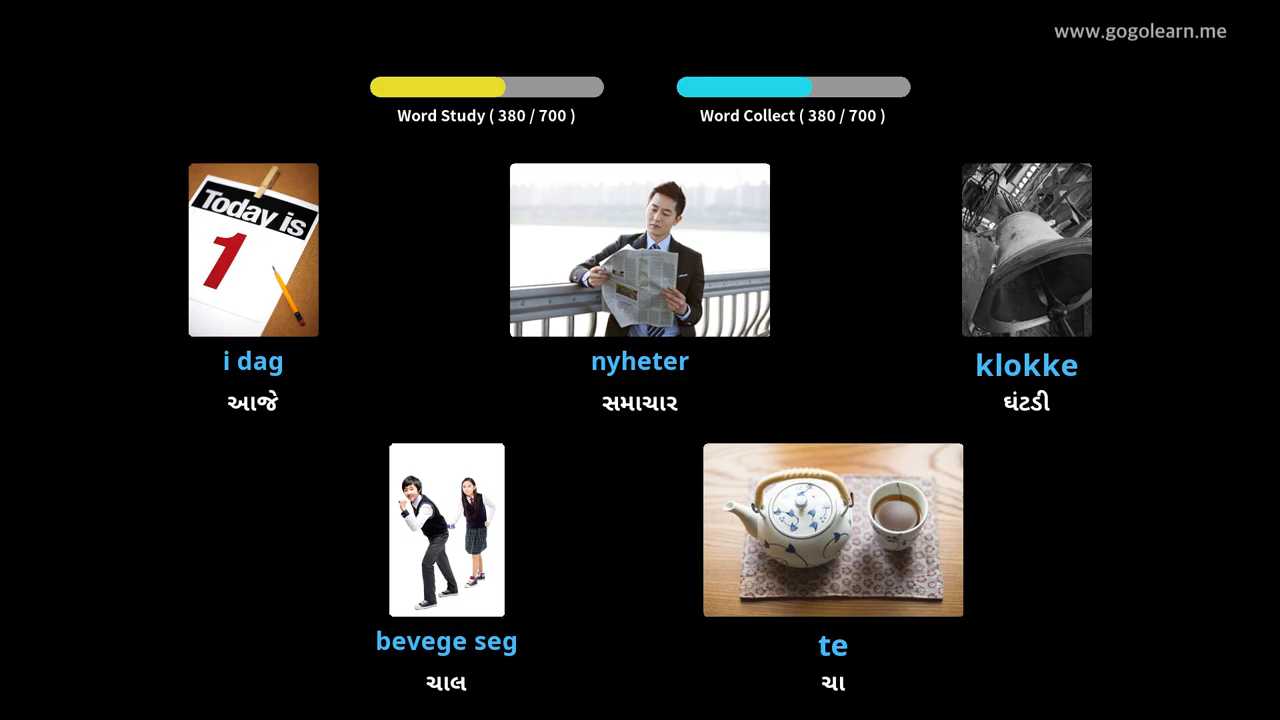 www.gogolearn.me
Word Study ( 380 / 700 )
Word Collect ( 380 / 700 )
Today is
1
i dag
આજે
nyheter
સમાચાર
klokke
ઘંટડી
bevege seg
ચાલ
te
ચા